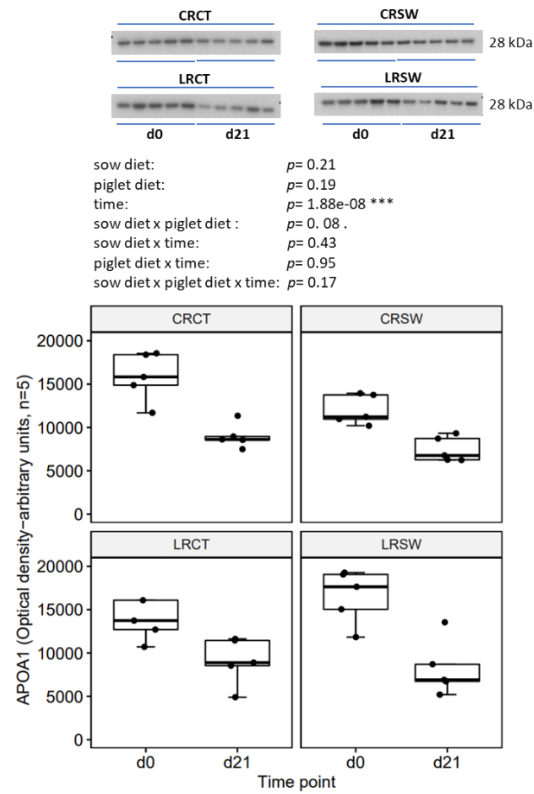 CRCT CRSW
28 kDa
LRCT LRSW
28 kDa
d0 d21 d0 d21
sow diet: p= 0.21
piglet diet: p= 0.19
time: p= 1.88e-08 ***
sow diet x piglet diet : p= 0. 08 .
sow diet x time: p= 0.43
piglet diet x time: p= 0.95
sow diet x piglet diet x time: p= 0.17
CRCT CRSW
20000
15000
10000
5000
0
LRCT LRSW
20000
15000
10000
5000
0
APOA1 (Optical density−arbitrary units, n=5)
d0 d21 d0 d21
Time point